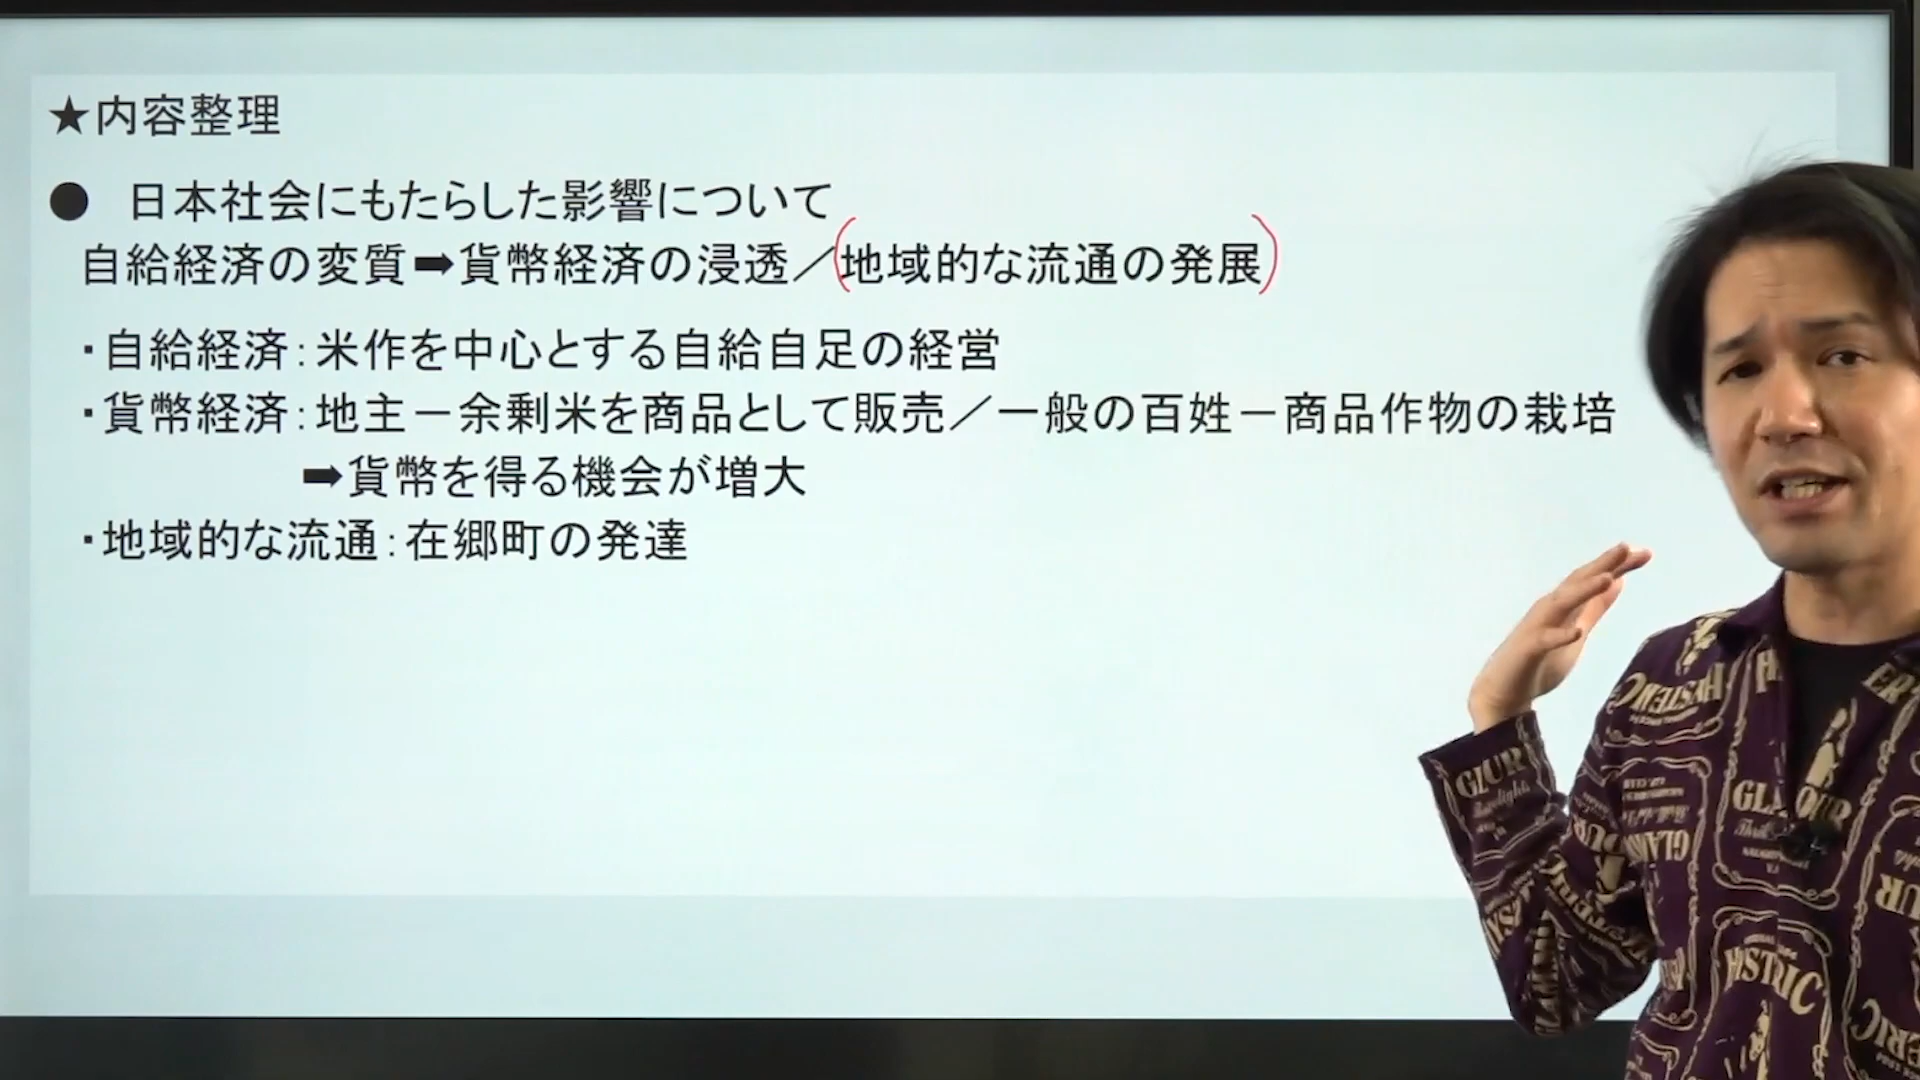 ★内容整理
● 日本社会にもたらした影響について
自給経済の変質➡貨幣経済の浸透／(地域的な流通の発展)
・自給経済：米作を中心とする自給自足の経営
・貨幣経済：地主－余剰米を商品として販売／一般の百姓－商品作物の栽培
➡貨幣を得る機会が増大
・地域的な流通：在郷町の発達
GLAMOUR
HYSTERIC